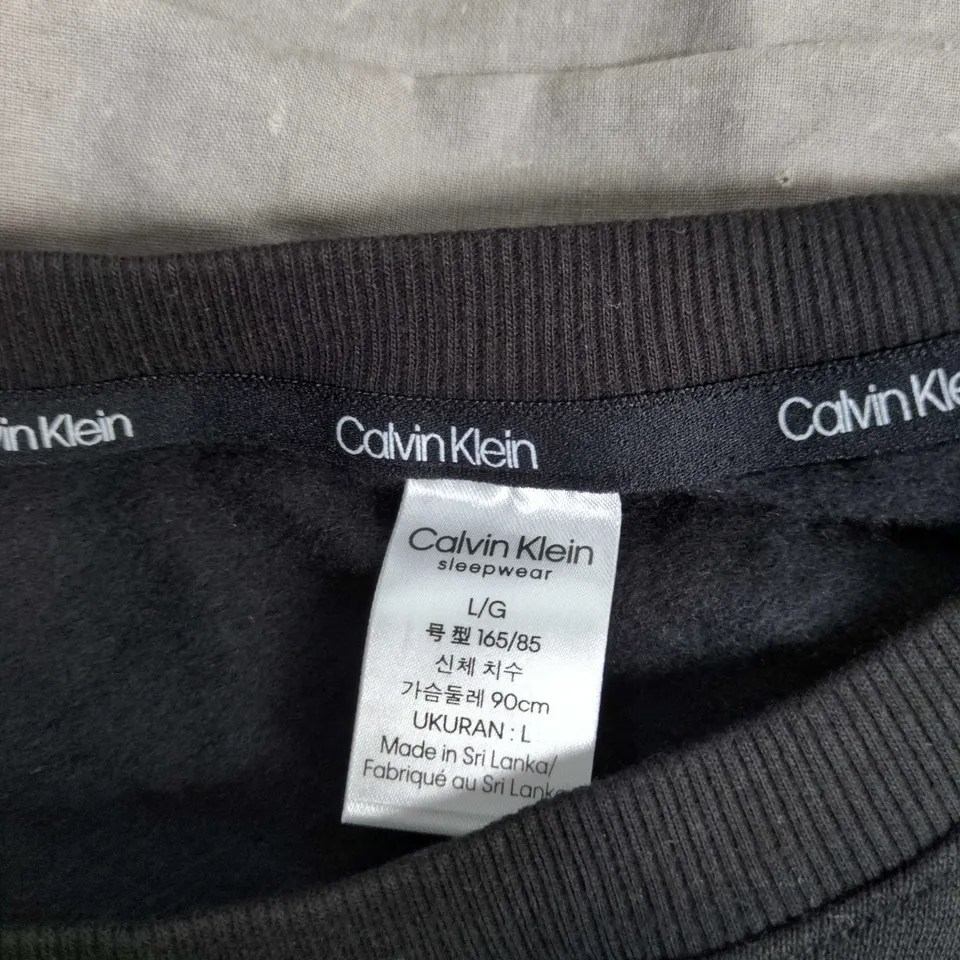 Calvin Klein
Calvin Klein
Calvin Klein
Calvin Klein
sleepwear
L/G
号型 165/85
신체 치수
가슴둘레 90cm
UKURAN : L
Made in Sri Lanka/
Fabriqué au Sri Lanka